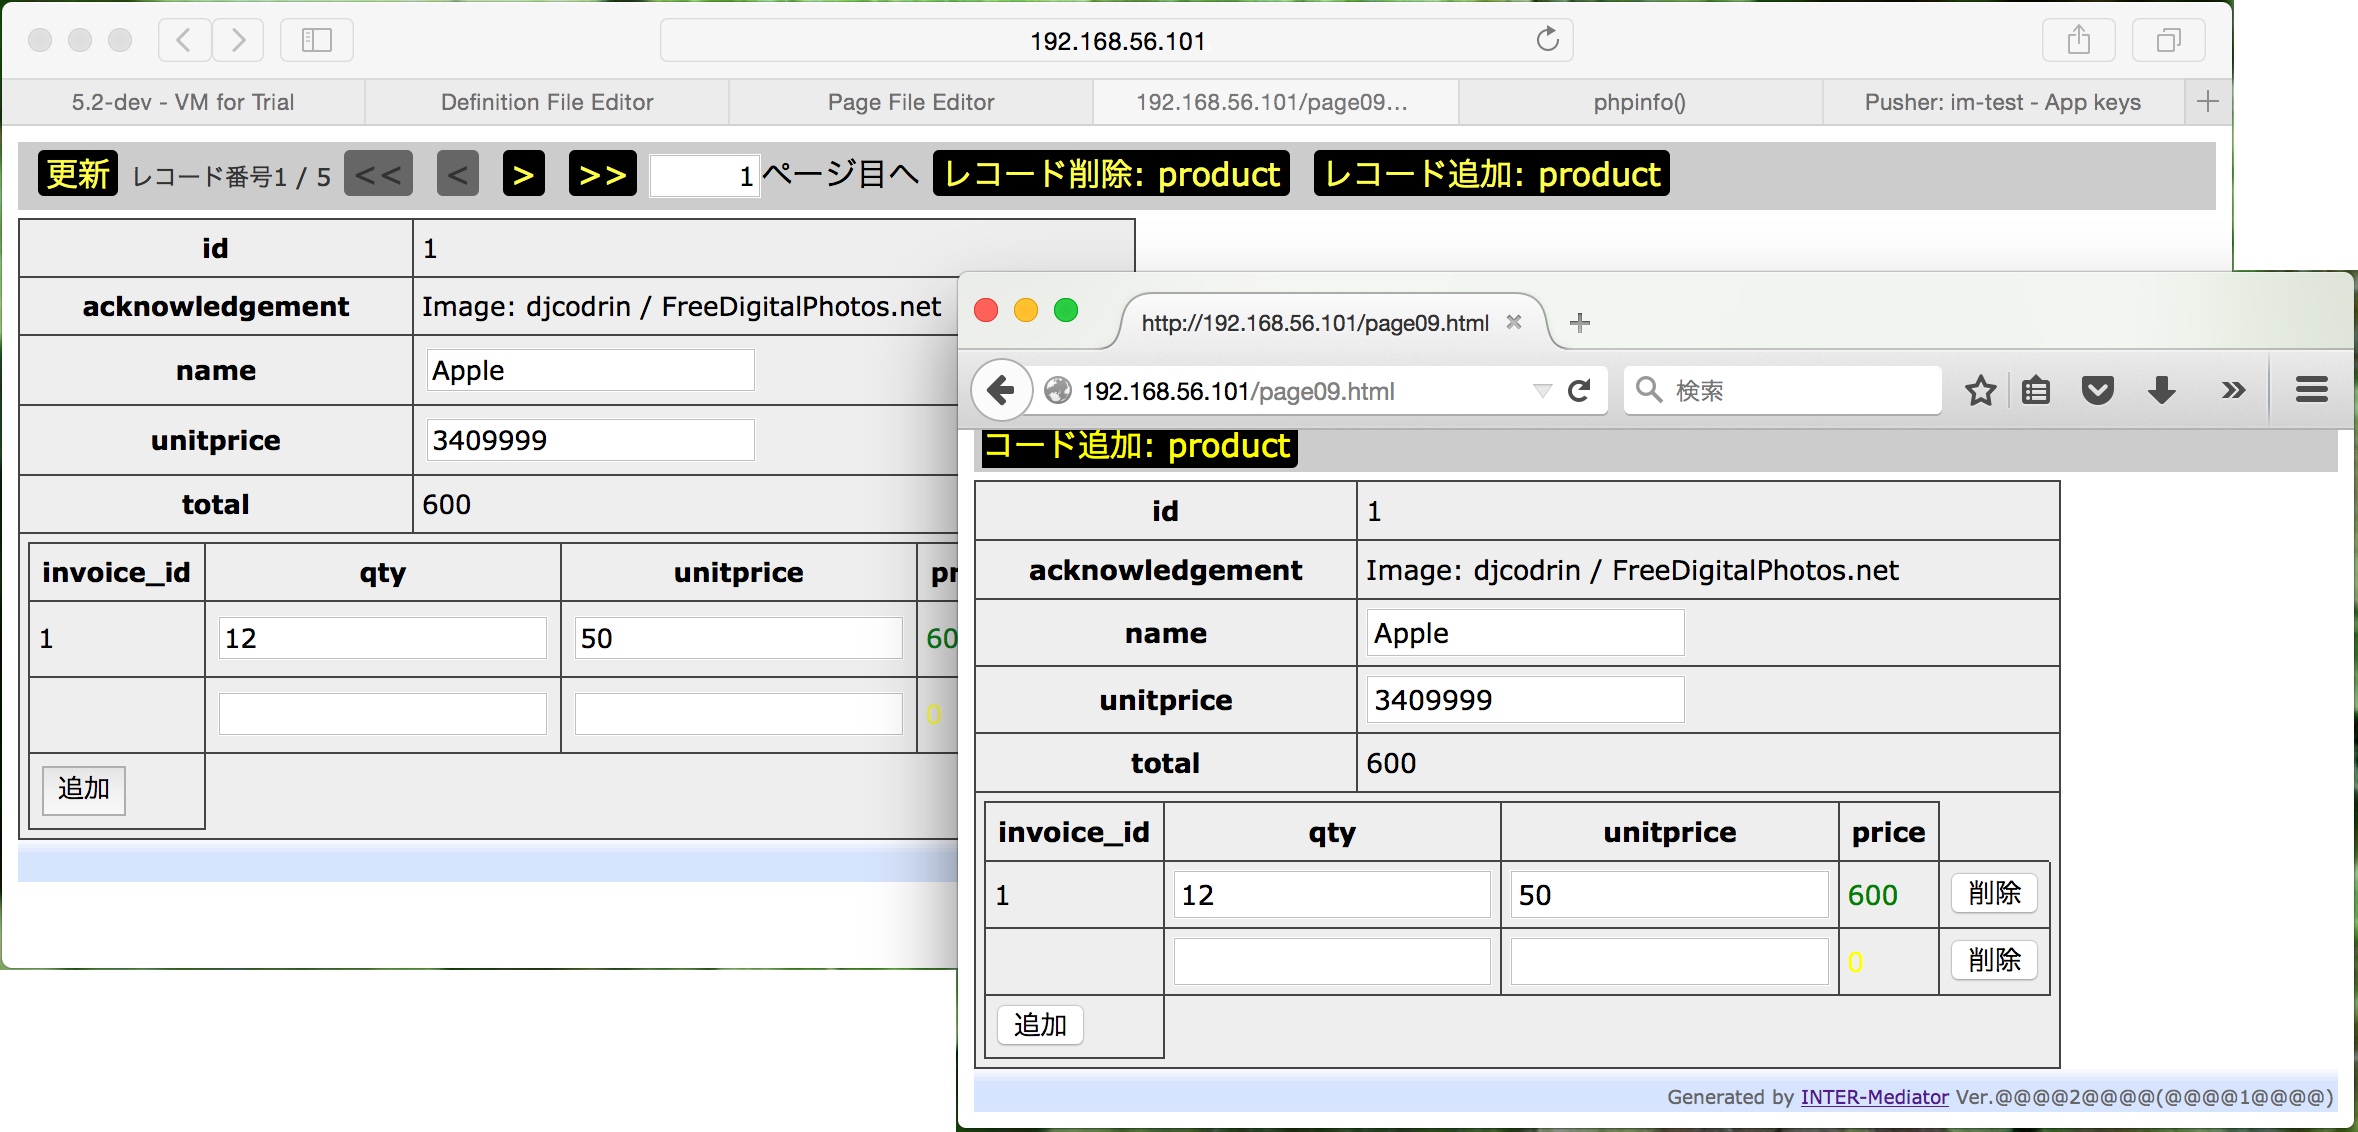 192.168.56.101
5.2-dev - VM for Trial Definition File Editor Page File Editor 192.168.56.101/page09... phpinfo() Pusher: im-test - App keys
更新 レコード番号1 / 5 << < > >> 1 ページ目へ レコード削除: product レコード追加: product
id 1
acknowledgement Image: djcodrin / FreeDigitalPhotos.net
name Apple
unitprice 3409999
total 600
invoice_id qty unitprice pr
1 12 50 60
0
追加
http://192.168.56.101/page09.html
192.168.56.101/page09.html 検索
コード追加: product
id 1
acknowledgement Image: djcodrin / FreeDigitalPhotos.net
name Apple
unitprice 3409999
total 600
invoice_id qty unitprice price
1 12 50 600 削除
0 削除
追加
Generated by INTER-Mediator Ver.@@@@2@@@@(@@@@1@@@@)